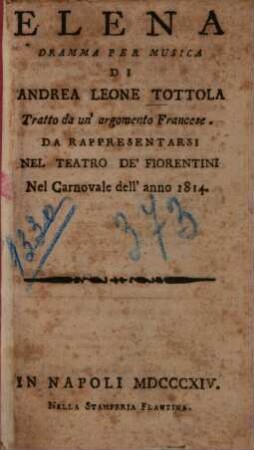 ELENA
DRAMMA PER MUSICA
DI
ANDREA LEONE TOTTOLA
Tratto da un' argomento Francese.
DA RAPPRESENTARSI
NEL TEATRO DE' FIORENTINI
Nel Carnovale dell' anno 1814.
1330
373
IN NAPOLI MDCCCXIV.
NELLA STAMPERIA FLAUTINA.